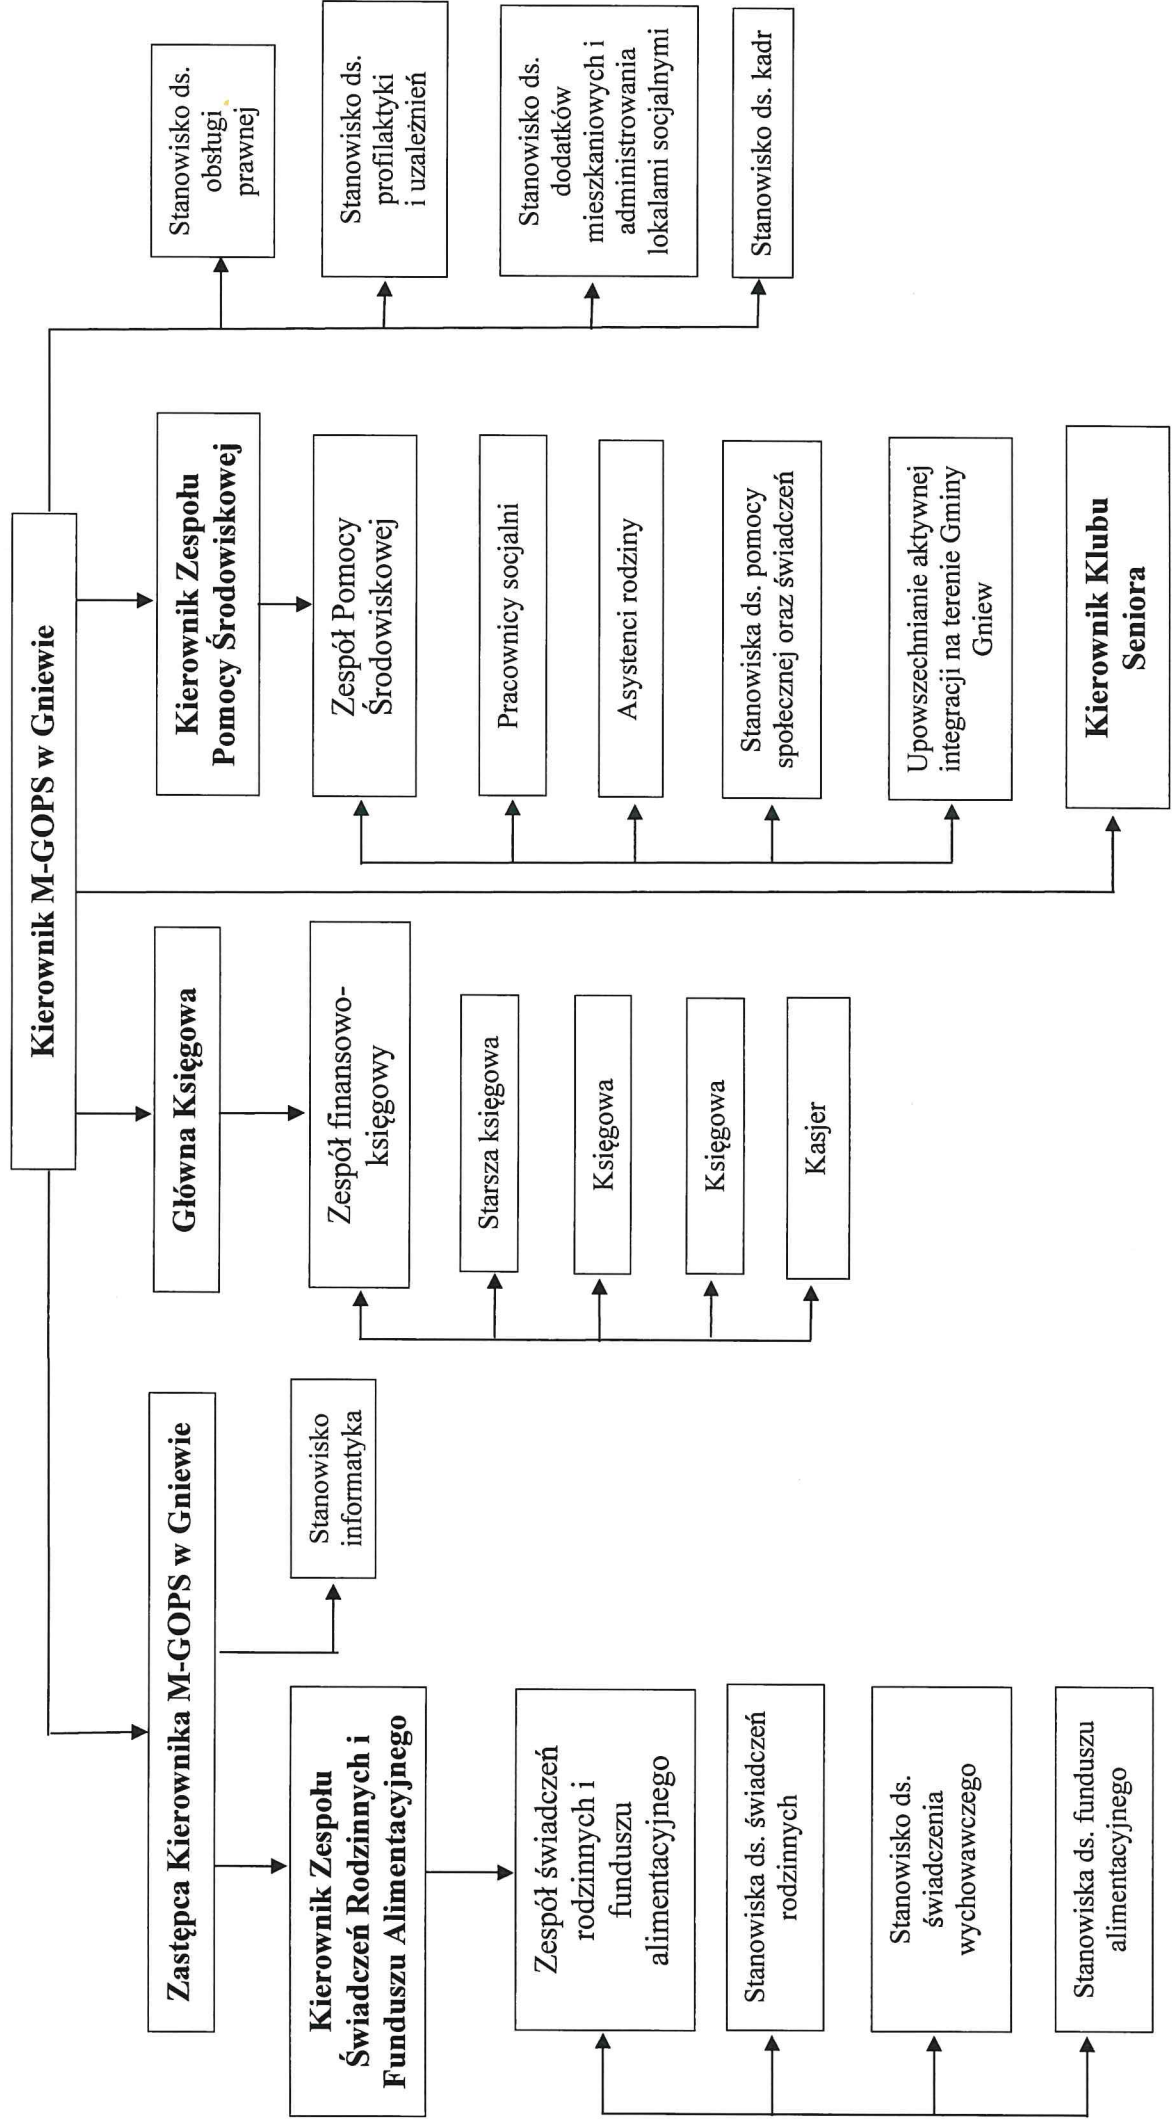 Kierownik M-GOPS w Gniewie
Zastępca Kierownika M-GOPS w Gniewie
Stanowisko
informatyka
Kierownik Zespołu
Świadczeń Rodzinnych i
Funduszu Alimentacyjnego
Zespół świadczeń
rodzinnych i
funduszu
alimentacyjnego
Stanowiska ds. świadczeń
rodzinnych
Stanowisko ds.
świadczenia
wychowawczego
Stanowiska ds. funduszu
alimentacyjnego
Główna Księgowa
Zespół finansowo-
księgowy
Starsza księgowa
Księgowa
Księgowa
Kasjer
Kierownik Zespołu
Pomocy Środowiskowej
Zespół Pomocy
Środowiskowej
Pracownicy socjalni
Asystenci rodziny
Stanowiska ds. pomocy
społecznej oraz świadczeń
Upowszechnianie aktywnej
integracji na terenie Gminy
Gniew
Kierownik Klubu
Seniora
Stanowisko ds.
obsługi
prawnej
Stanowisko ds.
profilaktyki
i uzależnień
Stanowisko ds.
dodatków
mieszkaniowych i
administrowania
lokalami socjalnymi
Stanowisko ds. kadr